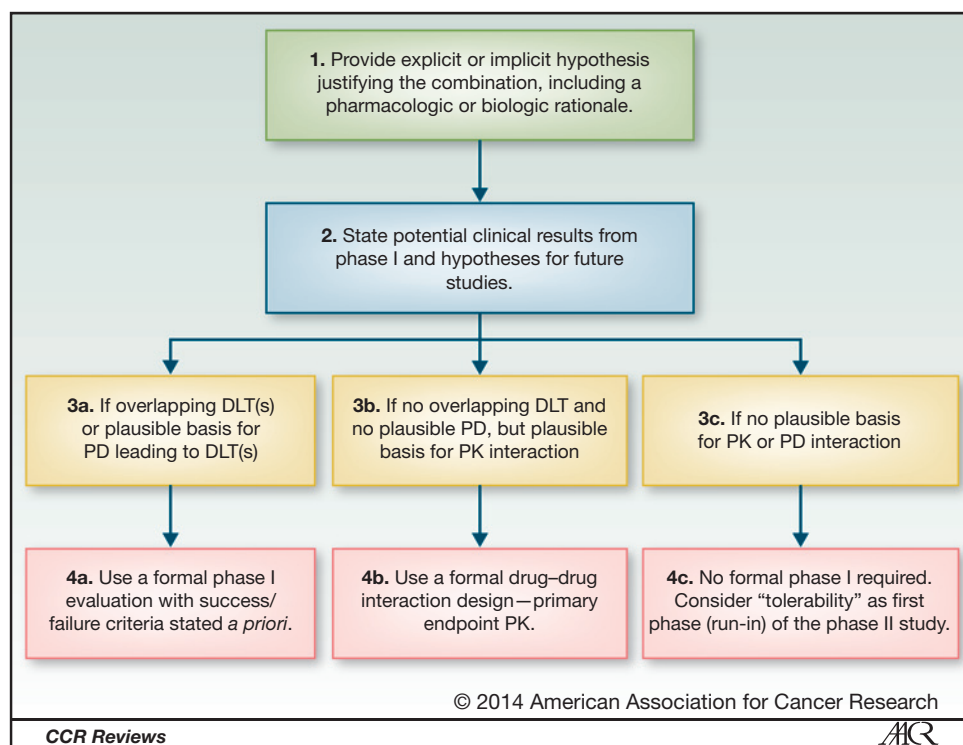 1. Provide explicit or implicit hypothesis
justifying the combination, including a
pharmacologic or biologic rationale.
2. State potential clinical results from
phase I and hypotheses for future
studies.
3a. If overlapping DLT(s)
or plausible basis for
PD leading to DLT(s)
3b. If no overlapping DLT and
no plausible PD, but plausible
basis for PK interaction
3c. If no plausible basis
for PK or PD interaction
4a. Use a formal phase I
evaluation with success/
failure criteria stated a priori.
4b. Use a formal drug–drug
interaction design—primary
endpoint PK.
4c. No formal phase I required.
Consider “tolerability” as first
phase (run-in) of the phase II study.
© 2014 American Association for Cancer Research
CCR Reviews
AACR